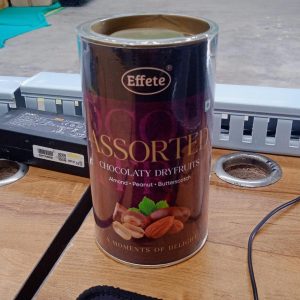 Effete®
ASSORTED
CHOCOLATY DRYFRUITS
Almond • Peanut • Butterscotch
MOMENTS OF DELIGHT